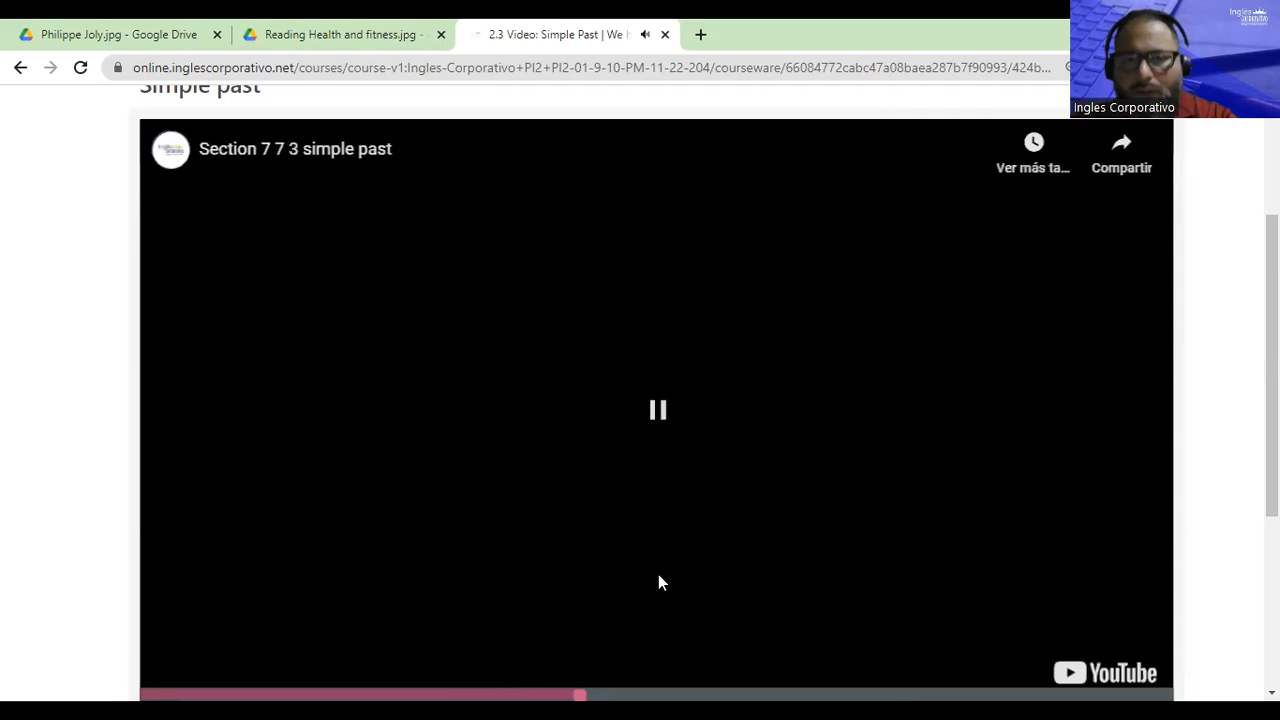 Philippe Joly.jpg - Google Drive
Reading Health and fitness.jpg -
2.3 Video: Simple Past | We h
online.inglescorporativo.net/courses/course-v1:Ingles-Corporativo+PI2+PI2-01-9-10-PM-11-22-204/courseware/66084772cabc47a08baea287b7f90993/424b...
Ingles Corporativo
Simple past
Section 7 7 3 simple past
Ver más ta...
Compartir
YouTube